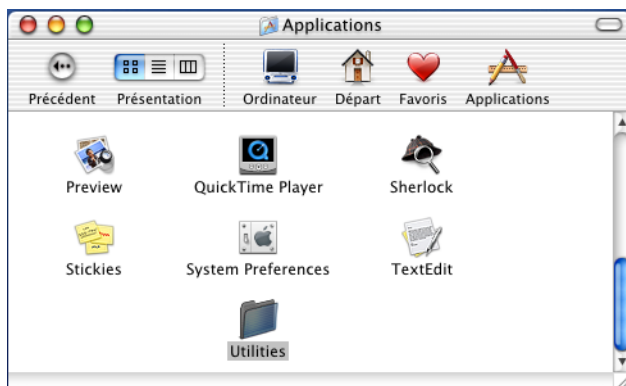 Applications
Précédent Présentation Ordinateur Départ Favoris Applications
Preview QuickTime Player Sherlock
Stickies System Preferences TextEdit
Utilities